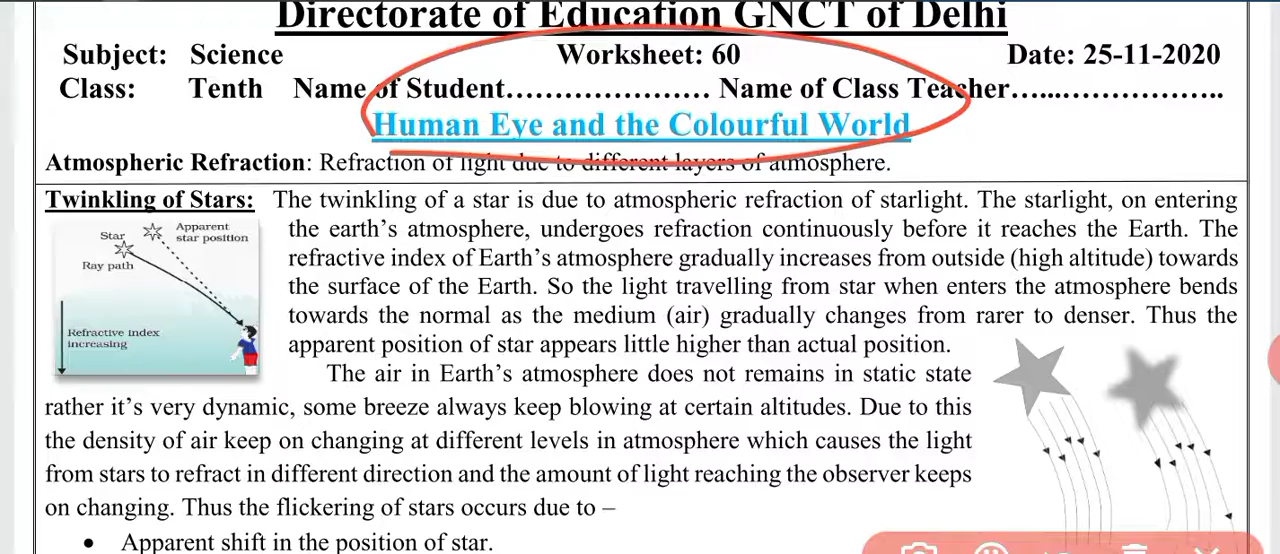 Directorate of Education GNCT of Delhi
Subject: Science Worksheet: 60 Date: 25-11-2020
Class: Tenth Name of Student………………… Name of Class Teacher…...……………..
Human Eye and the Colourful World
Atmospheric Refraction: Refraction of light due to different layers of atmosphere.
Twinkling of Stars: The twinkling of a star is due to atmospheric refraction of starlight. The starlight, on entering
the earth's atmosphere, undergoes refraction continuously before it reaches the Earth. The
refractive index of Earth's atmosphere gradually increases from outside (high altitude) towards
the surface of the Earth. So the light travelling from star when enters the atmosphere bends
towards the normal as the medium (air) gradually changes from rarer to denser. Thus the
apparent position of star appears little higher than actual position.
Star
Apparent
star position
Ray path
Refractive index
increasing
The air in Earth's atmosphere does not remains in static state
rather it's very dynamic, some breeze always keep blowing at certain altitudes. Due to this
the density of air keep on changing at different levels in atmosphere which causes the light
from stars to refract in different direction and the amount of light reaching the observer keeps
on changing. Thus the flickering of stars occurs due to –
• Apparent shift in the position of star.